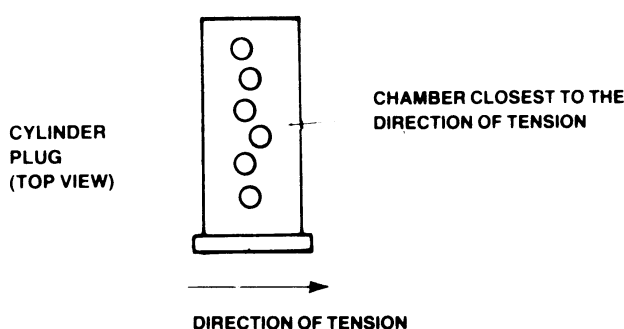 CHAMBER CLOSEST TO THE
DIRECTION OF TENSION
CYLINDER
PLUG
(TOP VIEW)
DIRECTION OF TENSION